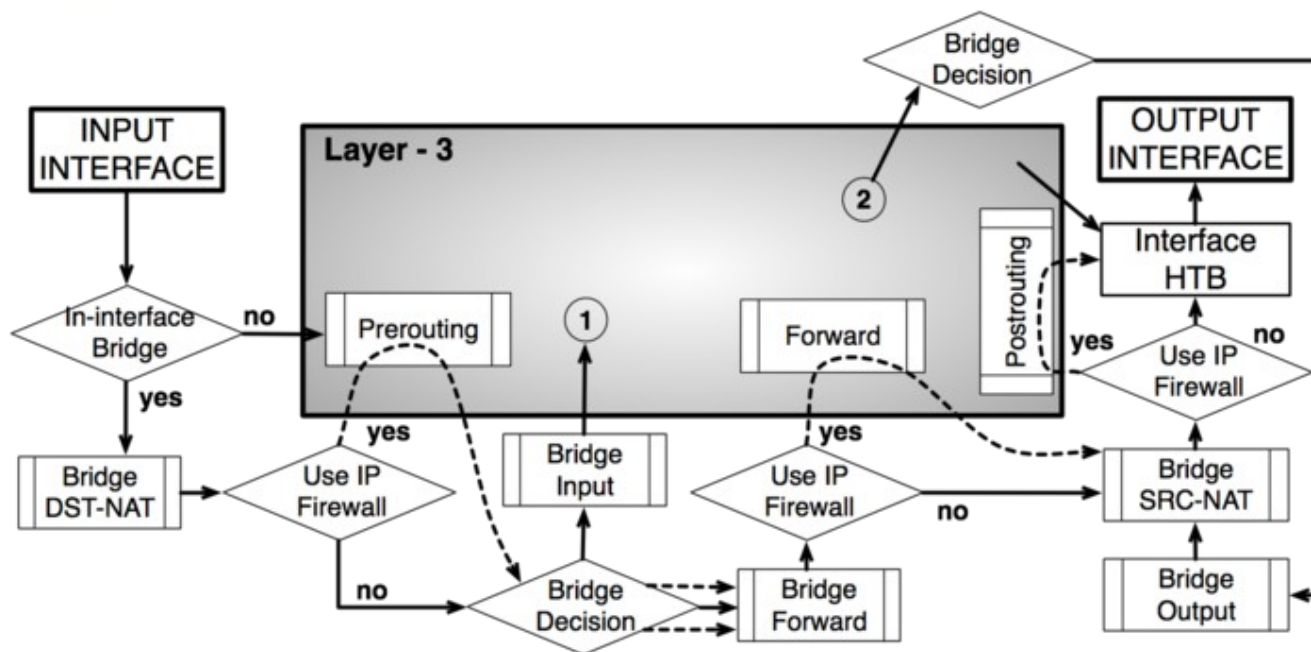 Bridge
Decision
INPUT
INTERFACE
OUTPUT
INTERFACE
Layer - 3
2
Postrouting
Interface
HTB
In-interface
Bridge
no
Prerouting
1
Forward
yes
no
Use IP
Firewall
yes
yes
yes
Bridge
DST-NAT
Use IP
Firewall
Bridge
Input
Use IP
Firewall
no
Bridge
SRC-NAT
no
Bridge
Decision
Bridge
Forward
Bridge
Output